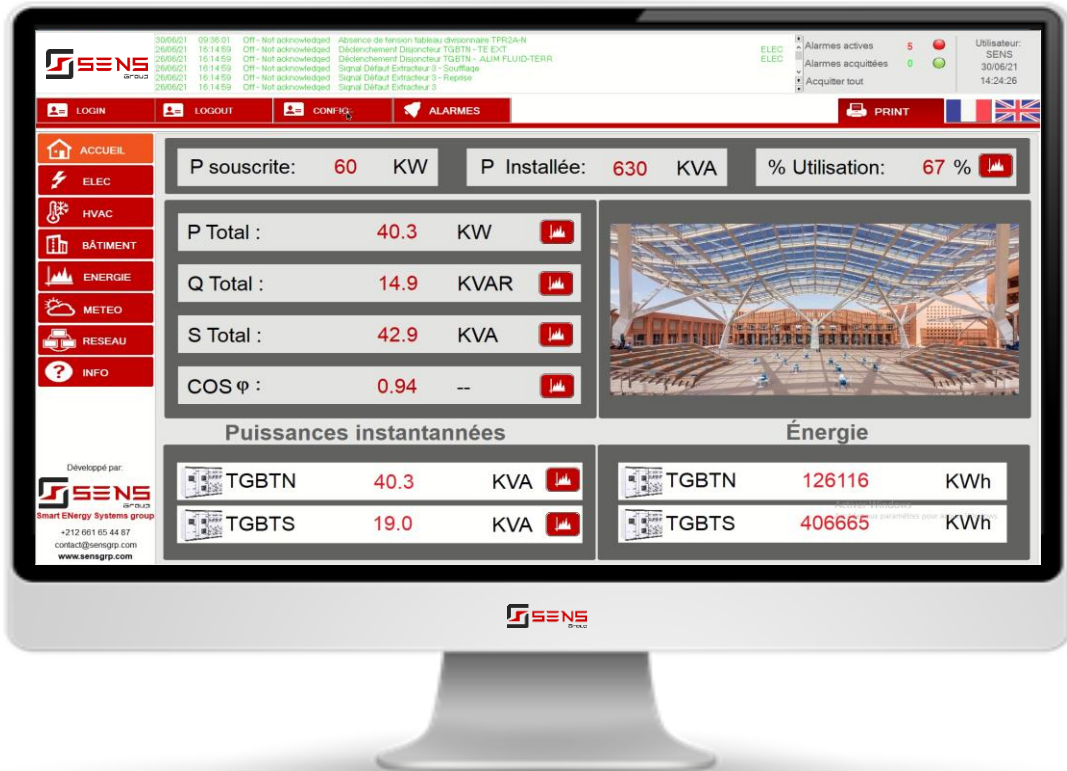 SENS
Group
30/06/21 09:36:01 Off - Not acknowledged Absence de tension tableau divisionnaire TPR2A-N
26/06/21 16:14:59 Off - Not acknowledged Déclenchement Disjoncteur TGBTN - TE EXT ELEC
26/06/21 16:14:59 Off - Not acknowledged Déclenchement Disjoncteur TGBTN - ALIM FLUID-TERR ELEC
26/06/21 16:14:59 Off - Not acknowledged Signal Défaut Extracteur 3 - Soufflage
26/06/21 16:14:59 Off - Not acknowledged Signal Défaut Extracteur 3 - Reprise
26/06/21 16:14:59 Off - Not acknowledged Signal Défaut Extracteur 3
Alarmes actives 5
Alarmes acquittées 0
Acquitter tout
Utilisateur:
SENS
30/06/21
14:24:26
LOGIN LOGOUT CONFIG ALARMES PRINT
ACCUEIL
ELEC
HVAC
BÂTIMENT
ENERGIE
METEO
RESEAU
INFO
P souscrite: 60 KW P Installée: 630 KVA % Utilisation: 67 %
P Total : 40.3 KW
Q Total : 14.9 KVAR
S Total : 42.9 KVA
COS φ : 0.94 --
Puissances instantannées Énergie
TGBTN 40.3 KVA TGBTN 126116 KWh
TGBTS 19.0 KVA TGBTS 406665 KWh
Activer Windows
Développé par:
SENS
Group
Smart ENergy Systems group
+212 661 65 44 87
contact@sensgrp.com
www.sensgrp.com
SENS
Group